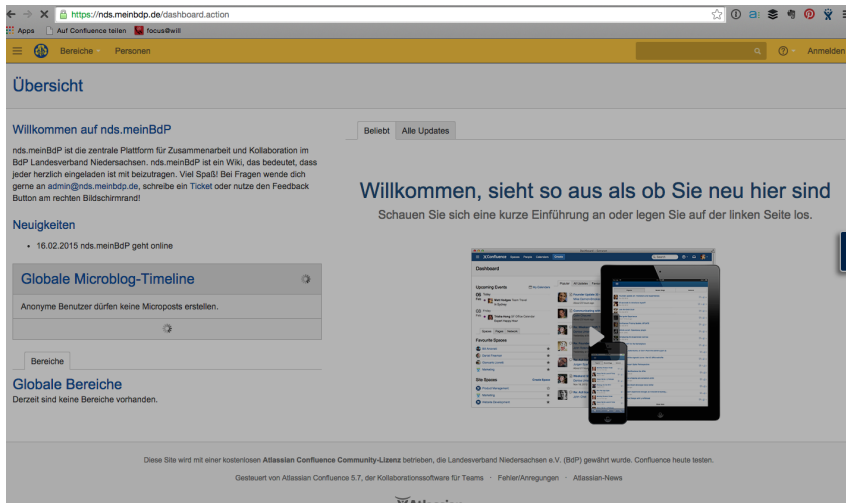 https://nds.meinbdp.de/dashboard.action
Apps Auf Confluence teilen focus@will
Bereiche Personen Anmelden
Übersicht
Willkommen auf nds.meinBdP
nds.meinBdP ist die zentrale Plattform für Zusammenarbeit und Kollaboration im
BdP Landesverband Niedersachsen. nds.meinBdP ist ein Wiki, das bedeutet, dass
jeder herzlich eingeladen ist mit beizutragen. Viel Spaß! Bei Fragen wende dich
gerne an admin@nds.meinbdp.de, schreibe ein Ticket oder nutze den Feedback
Button am rechten Bildschirmrand!
Neuigkeiten
• 16.02.2015 nds.meinBdP geht online
Globale Microblog-Timeline
Anonyme Benutzer dürfen keine Microposts erstellen.
Bereiche
Globale Bereiche
Derzeit sind keine Bereiche vorhanden.
Beliebt Alle Updates
Willkommen, sieht so aus als ob Sie neu hier sind
Schauen Sie sich eine kurze Einführung an oder legen Sie auf der linken Seite los.
Confluence
Dashboard
Upcoming Events
Favourite Spaces
Site Spaces
Diese Site wird mit einer kostenlosen Atlassian Confluence Community-Lizenz betrieben, die Landesverband Niedersachsen e.V. (BdP) gewährt wurde. Confluence heute testen.
Gesteuert von Atlassian Confluence 5.7, der Kollaborationssoftware für Teams · Fehler/Anregungen · Atlassian-News